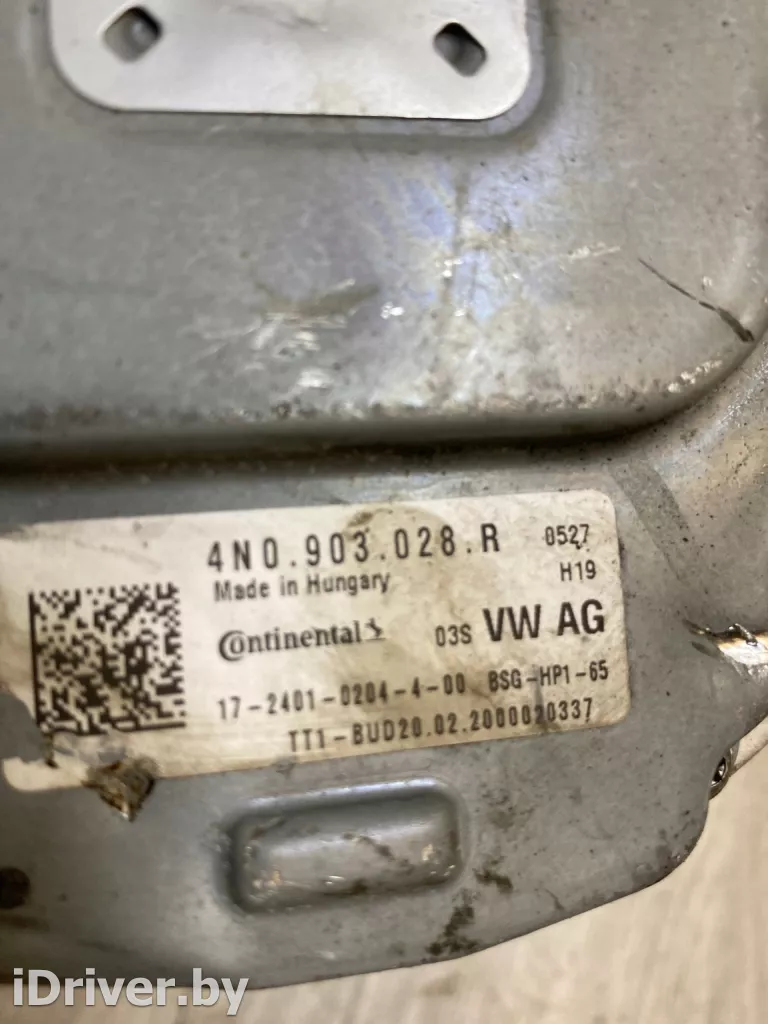 4N0.903.028.R 0527
Made in Hungary H19
Continental 03S VW AG
17-2401-0204-4-00 BSG-HP1-65
TT1-BUD20.02.2000020337
iDriver.by